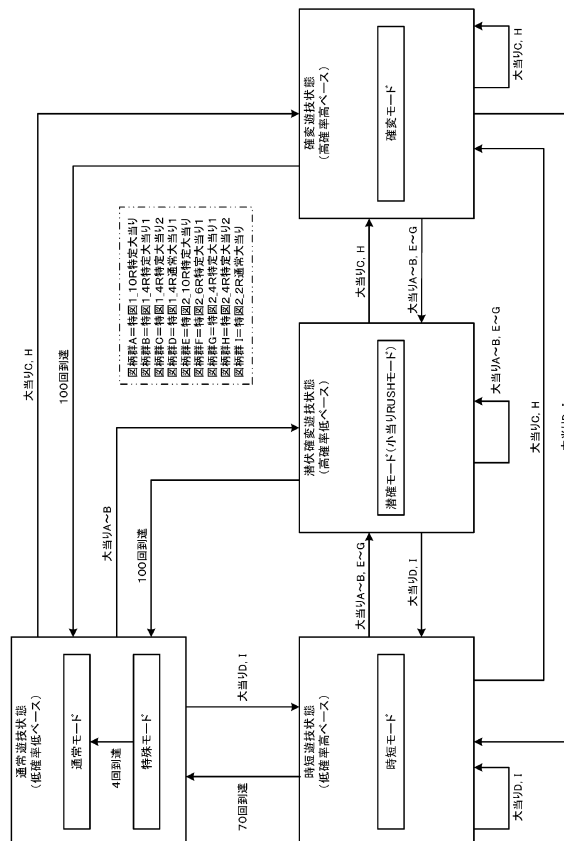 大当りC, H
100回到達
図柄群A＝特図1_10R特定大当り
図柄群B＝特図1_4R特定大当り1
図柄群C＝特図1_4R特定大当り2
図柄群D＝特図1_4R通常大当り1
図柄群E＝特図2_10R特定大当り
図柄群F＝特図2_6R特定大当り1
図柄群G＝特図2_4R特定大当り1
図柄群H＝特図2_4R特定大当り2
図柄群I＝特図2_2R通常大当り
大当りA～B
100回到達
通常遊技状態
(低確率低ベース)
通常モード
4回到達
特殊モード
大当りD, I
70回到達
時短遊技状態
(低確率高ベース)
時短モード
大当りD, I
大当りA～B, E～G
大当りD, I
潜伏確変遊技状態
(高確率低ベース)
潜確モード(小当りRUSHモード)
大当りA～B, E～G
大当りC, H
大当りA～B, E～G
確変遊技状態
(高確率高ベース)
確変モード
大当りC, H
大当りC, H